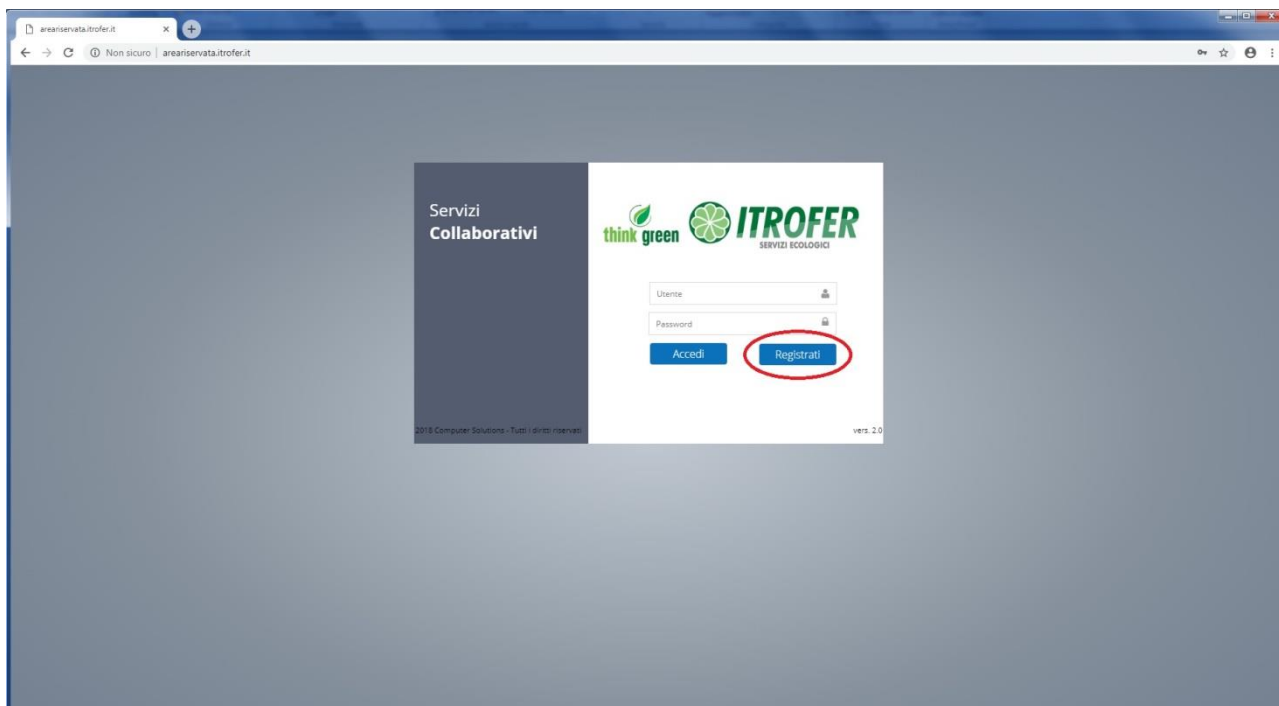 areariservata.itrofer.it
Non sicuro | areariservata.itrofer.it
Servizi
Collaborativi
think green
ITROFER
SERVIZI ECOLOGICI
Utente
Password
Accedi
Registrati
2018 Computer Solutions - Tutti i diritti riservati
vers. 2.0